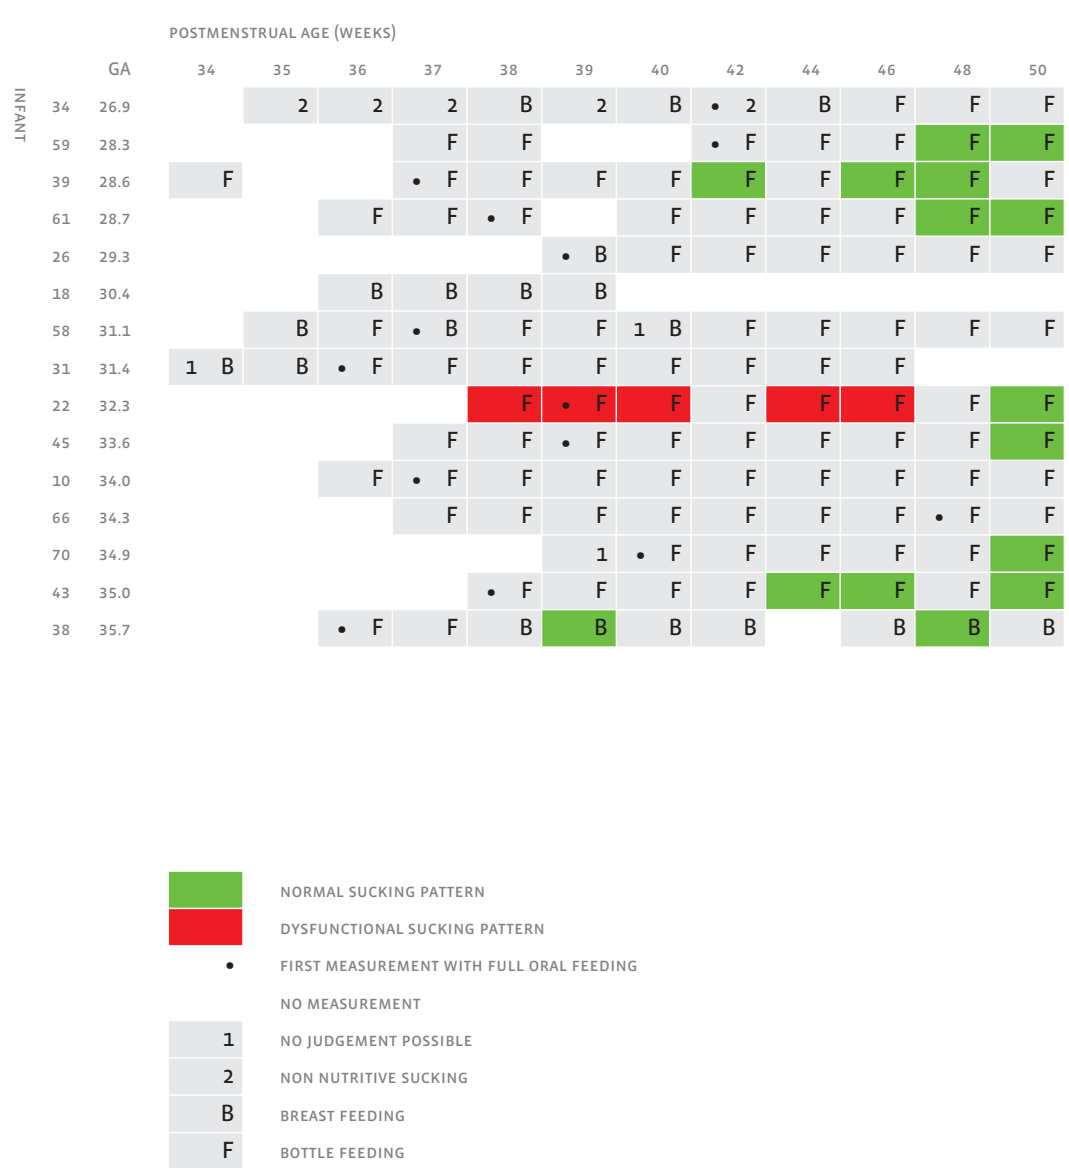 POSTMENSTRUAL AGE (WEEKS)
GA 34 35 36 37 38 39 40 42 44 46 48 50
INFANT
34 26.9 2 2 2 B 2 B • 2 B F F F
59 28.3 F F • F F F F F
39 28.6 F • F F F F F F F F F
61 28.7 F F • F F F F F F F
26 29.3 • B F F F F F F
18 30.4 B B B B
58 31.1 B F • B F F 1 B F F F F F
31 31.4 1 B B • F F F F F F F F
22 32.3 F • F F F F F F F
45 33.6 F F • F F F F F F F
10 34.0 F • F F F F F F F F F
66 34.3 F F F F F F F • F F
70 34.9 1 • F F F F F F
43 35.0 • F F F F F F F F
38 35.7 • F F B B B B B B B
NORMAL SUCKING PATTERN
DYSFUNCTIONAL SUCKING PATTERN
• FIRST MEASUREMENT WITH FULL ORAL FEEDING
NO MEASUREMENT
1 NO JUDGEMENT POSSIBLE
2 NON NUTRITIVE SUCKING
B BREAST FEEDING
F BOTTLE FEEDING